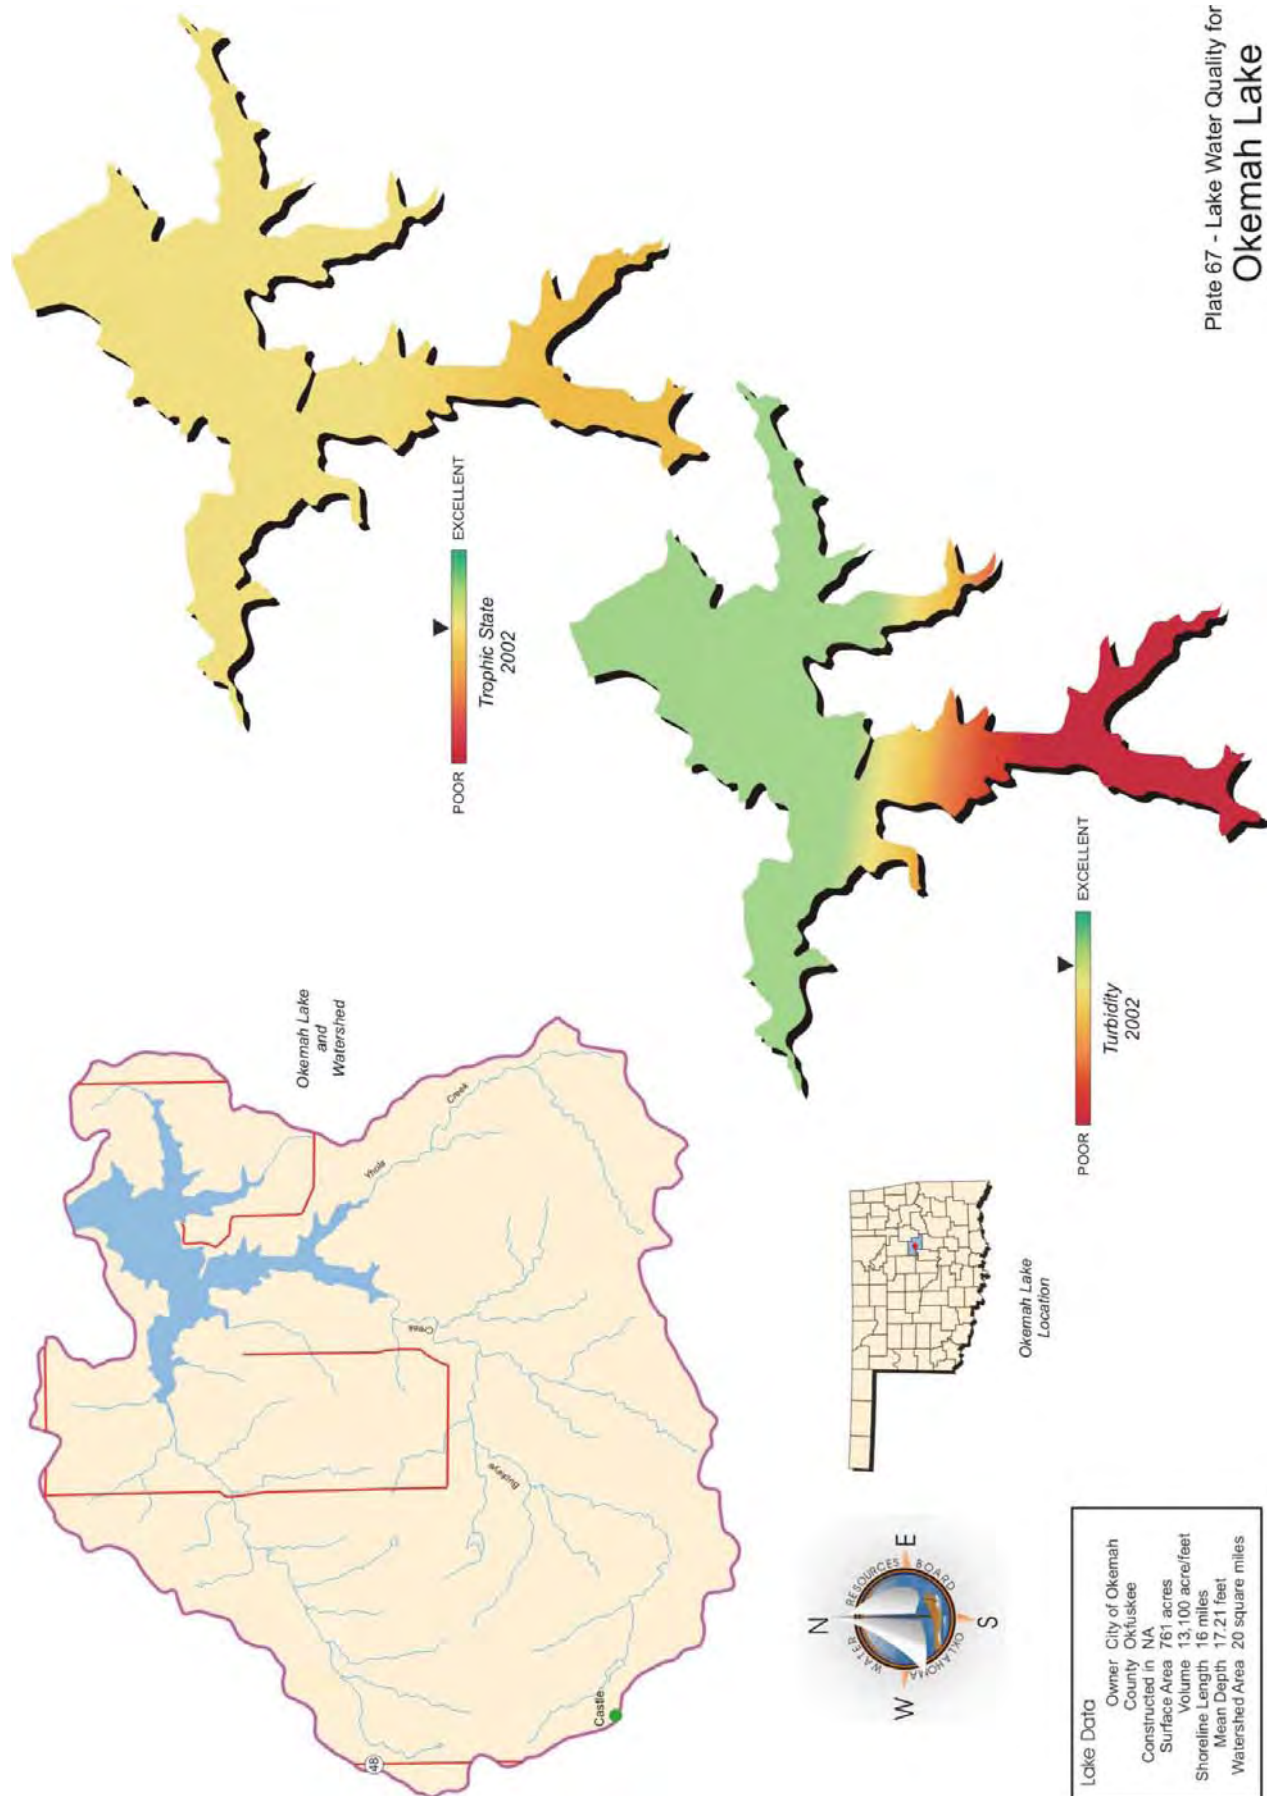 Plate 67 - Lake Water Quality for
Okemah Lake
POOR
EXCELLENT
Trophic State
2002
POOR
EXCELLENT
Turbidity
2002
Okemah Lake
and
Watershed
Yhola
Creek
Creek
Buckeye
Castle
48
Okemah Lake
Location
N
E
S
W
OKLAHOMA WATER RESOURCES BOARD
Lake Data
Owner City of Okemah
County Okfuskee
Constructed in NA
Surface Area 761 acres
Volume 13,100 acre/feet
Shoreline Length 16 miles
Mean Depth 17.21 feet
Watershed Area 20 square miles